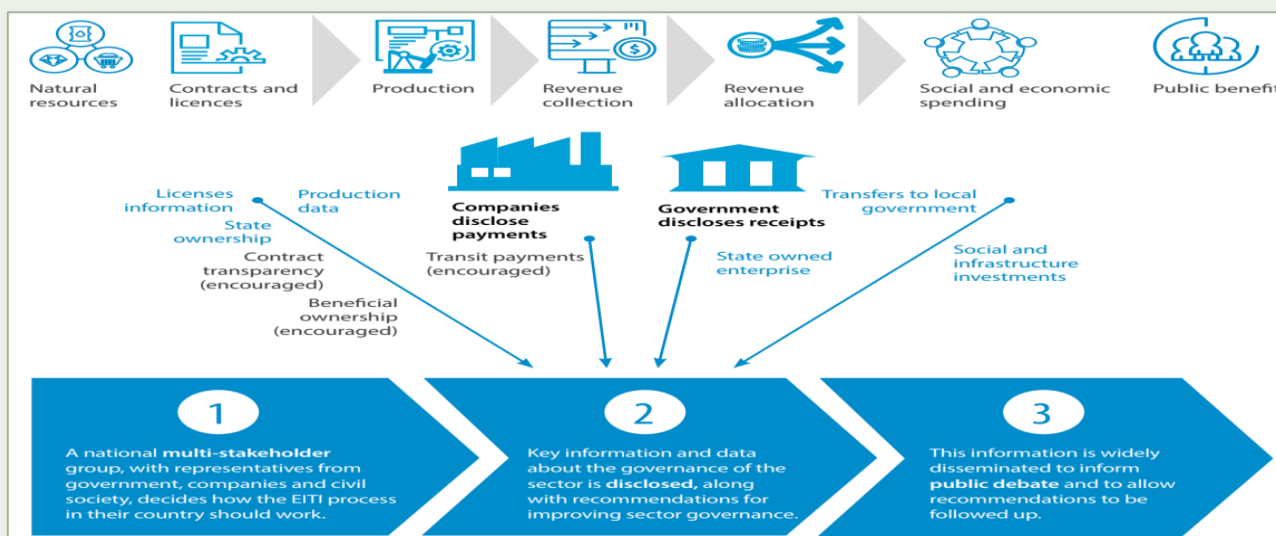 Natural
resources
Contracts and
licences
Production
Revenue
collection
Revenue
allocation
Social and economic
spending
Public benefit
Licenses
information
Production
data
State
ownership
Contract
transparency
(encouraged)
Beneficial
ownership
(encouraged)
Companies
disclose
payments
Transit payments
(encouraged)
Government
discloses receipts
State owned
enterprise
Transfers to local
government
Social and
infrastructure
investments
1
A national multi-stakeholder
group, with representatives from
government, companies and civil
society, decides how the EITI process
in their country should work.
2
Key information and data
about the governance of the
sector is disclosed, along
with recommendations for
improving sector governance.
3
This information is widely
disseminated to inform
public debate and to allow
recommendations to be
followed up.